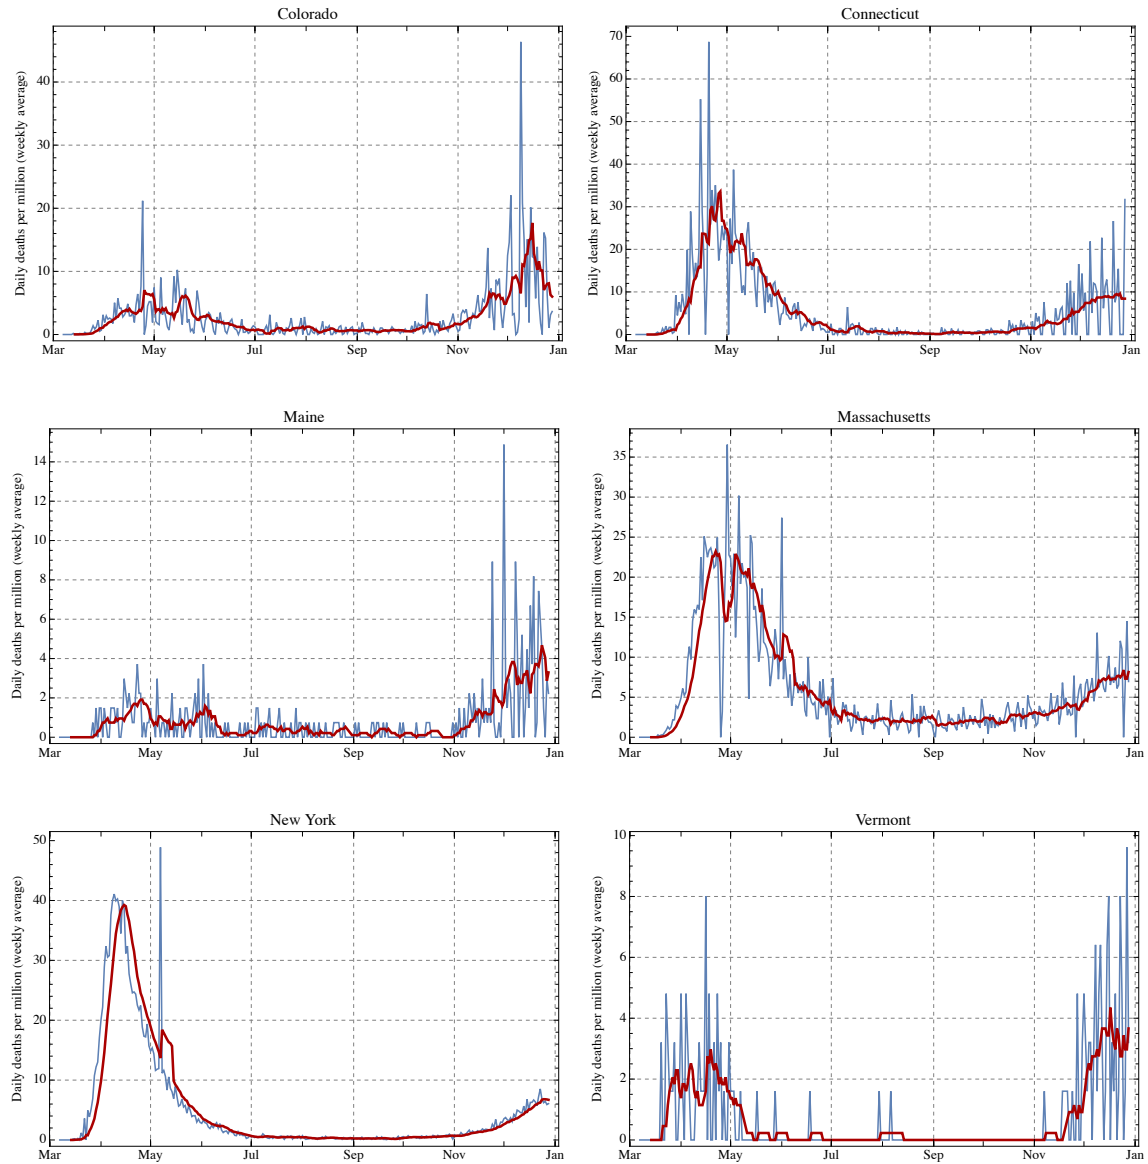 Colorado
Daily deaths per million (weekly average)
40
30
20
10
0
Mar
May
Jul
Sep
Nov
Jan
Connecticut
Daily deaths per million (weekly average)
70
60
50
40
30
20
10
0
Mar
May
Jul
Sep
Nov
Jan
Maine
Daily deaths per million (weekly average)
14
12
10
8
6
4
2
0
Mar
May
Jul
Sep
Nov
Jan
Massachusetts
Daily deaths per million (weekly average)
35
30
25
20
15
10
5
0
Mar
May
Jul
Sep
Nov
Jan
New York
Daily deaths per million (weekly average)
50
40
30
20
10
0
Mar
May
Jul
Sep
Nov
Jan
Vermont
Daily deaths per million (weekly average)
10
8
6
4
2
0
Mar
May
Jul
Sep
Nov
Jan